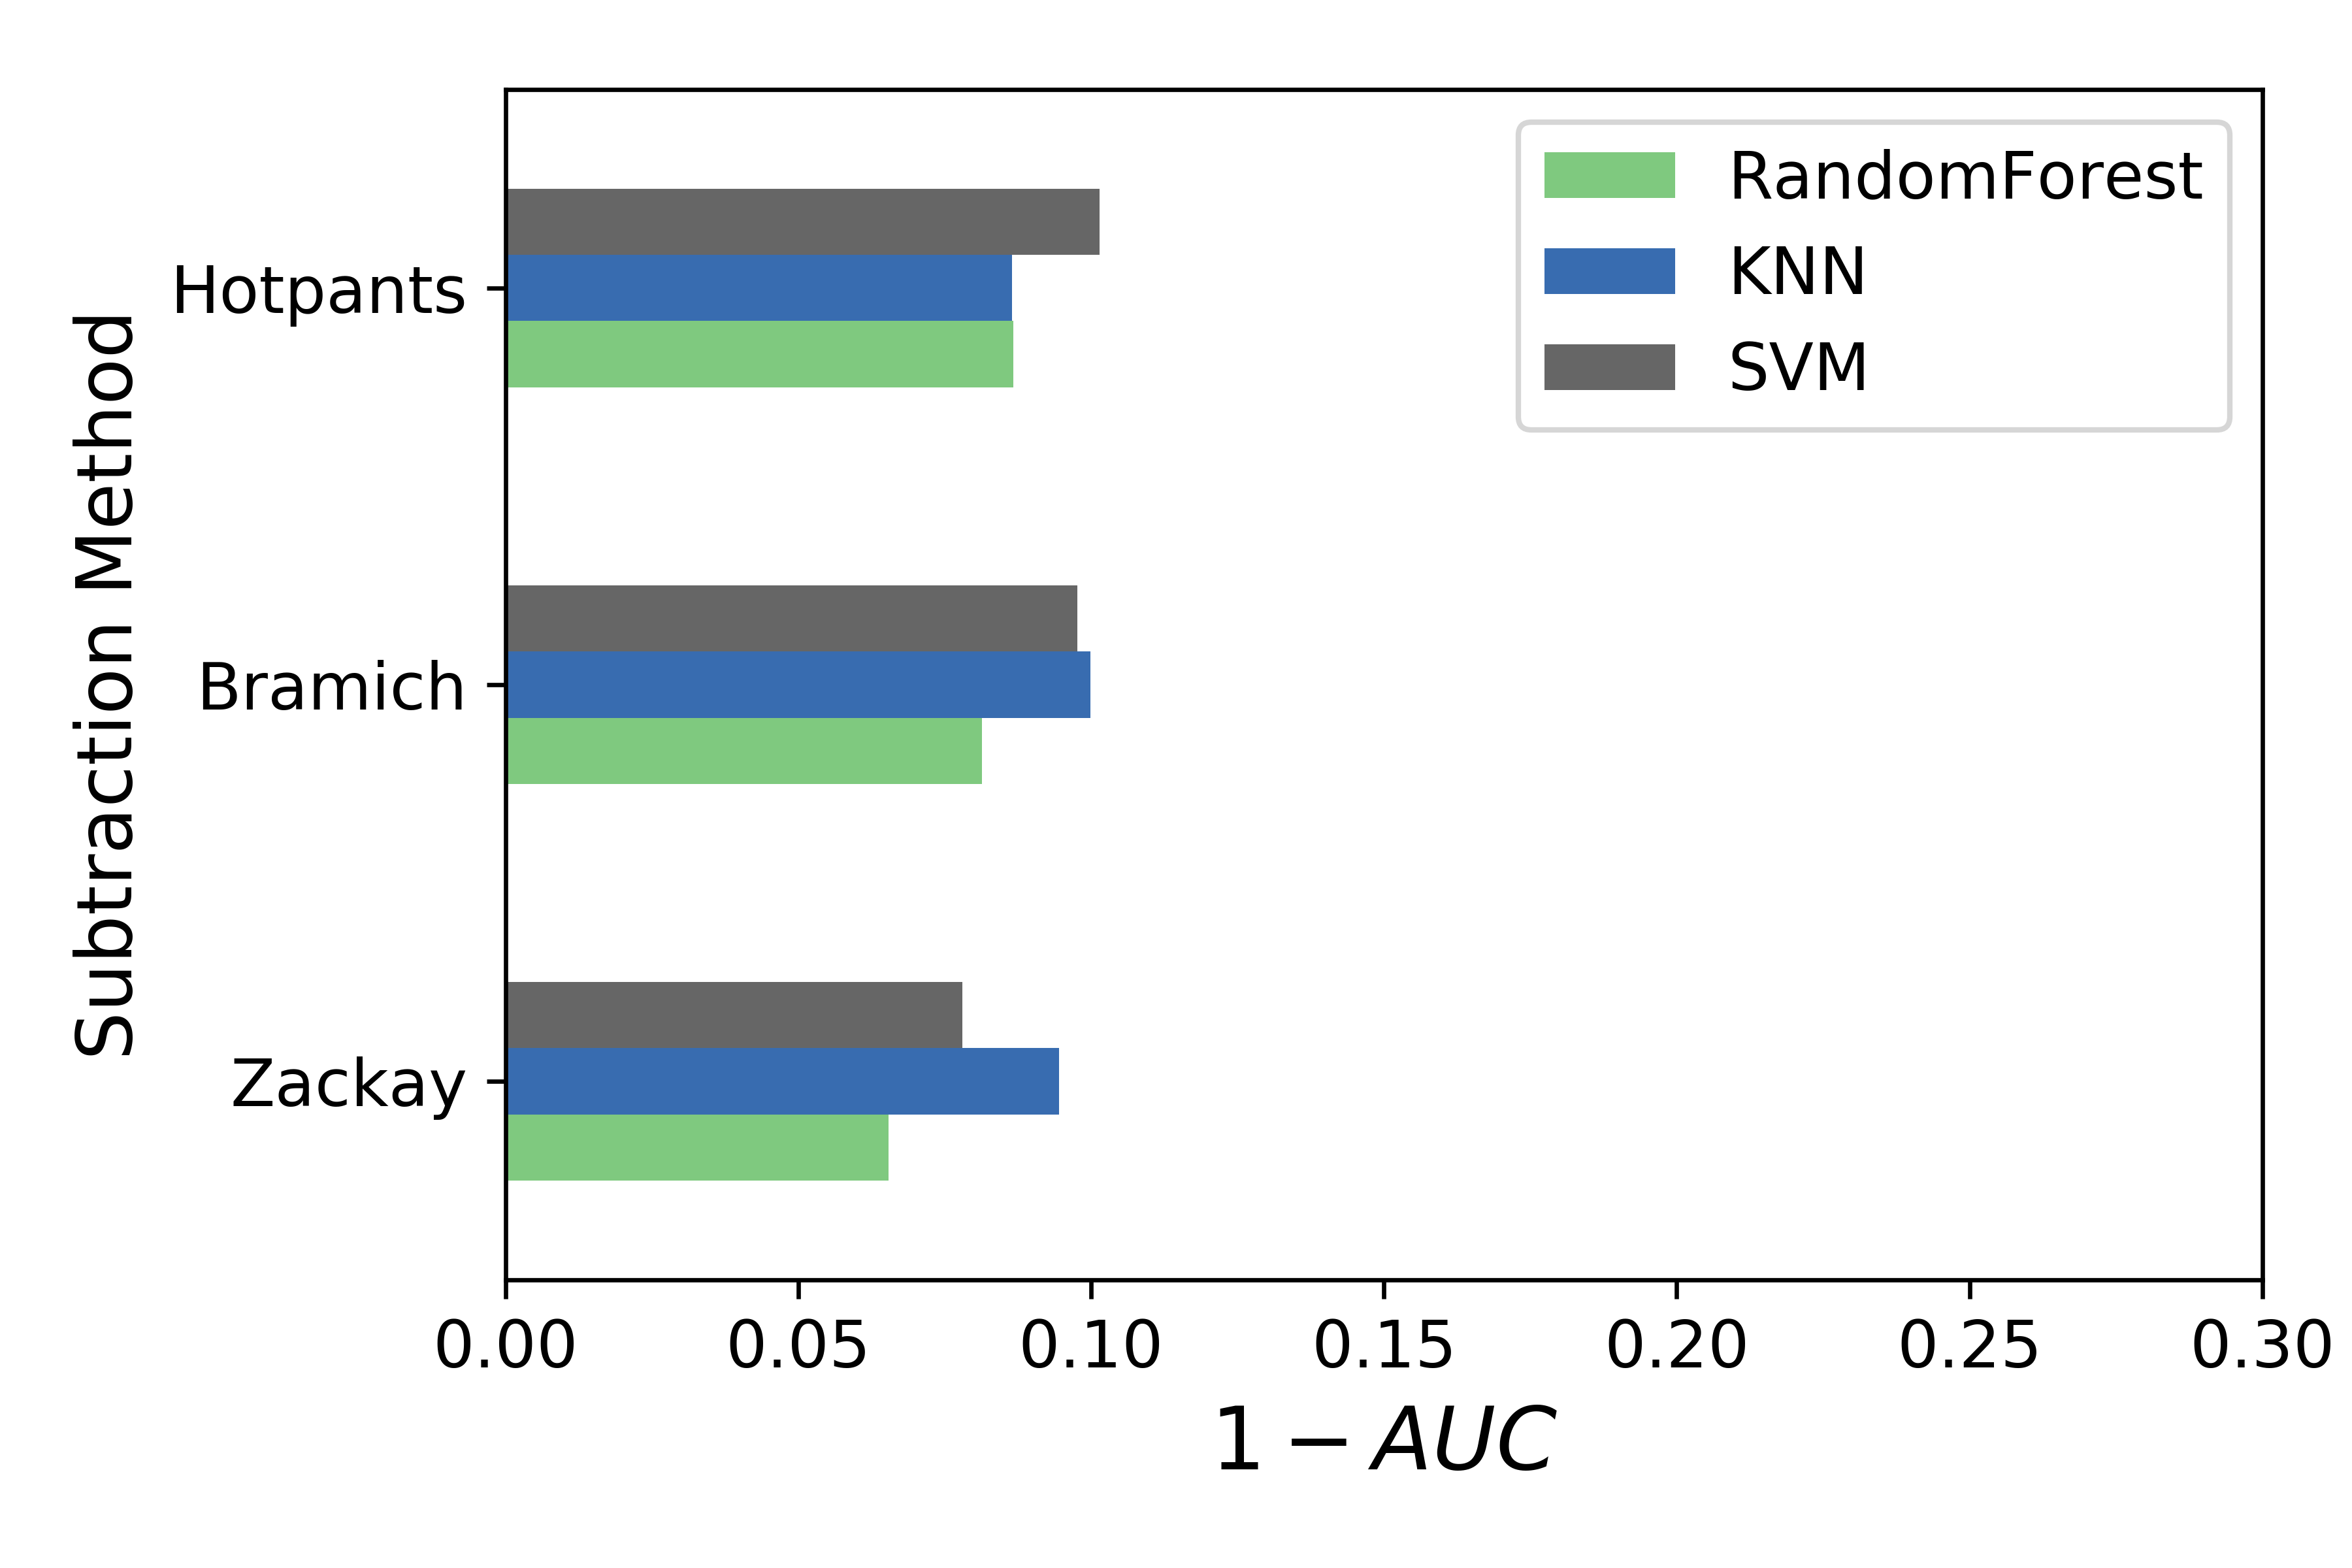 RandomForest
KNN
SVM
Subtraction Method
Hotpants
Bramich
Zackay
0.00 0.05 0.10 0.15 0.20 0.25 0.30
1 − AUC